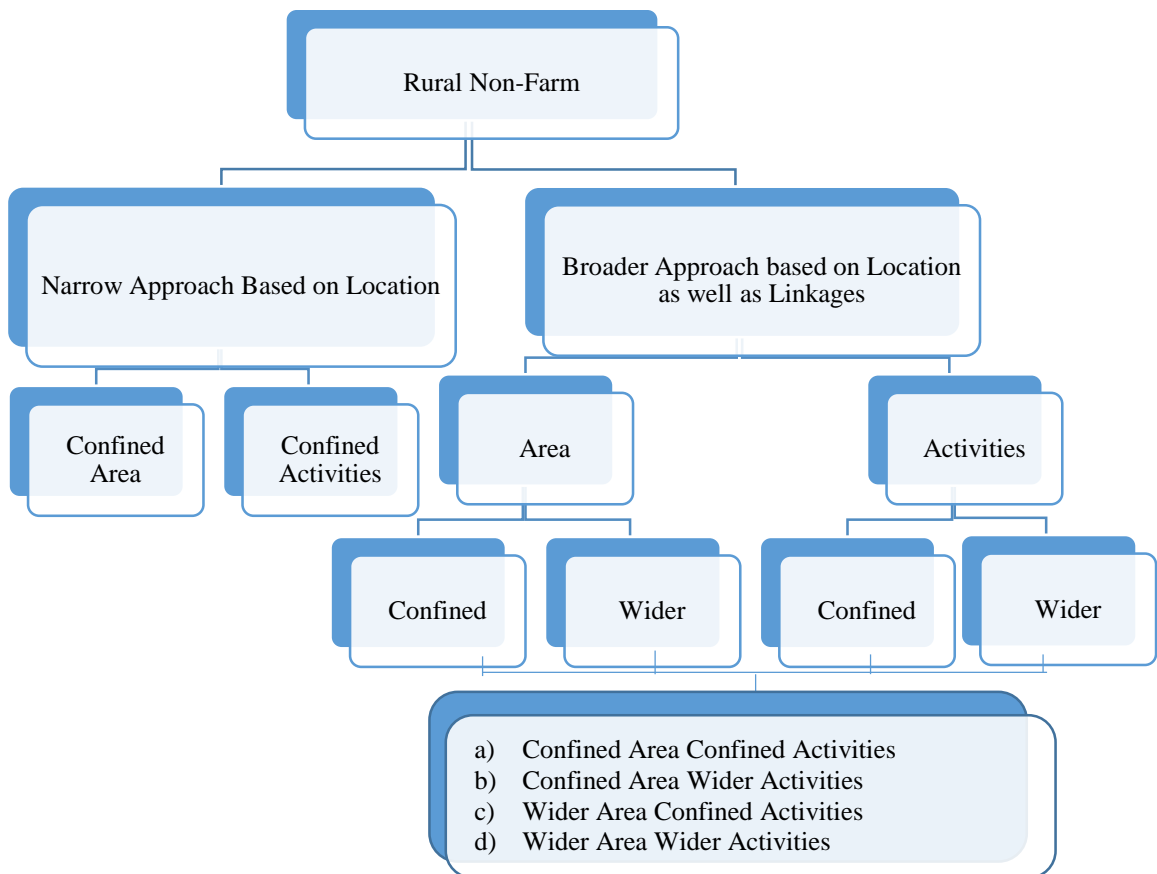 Rural Non-Farm
Narrow Approach Based on Location
Broader Approach based on Location
as well as Linkages
Confined
Area
Confined
Activities
Area
Activities
Confined
Wider
Confined
Wider
a) Confined Area Confined Activities
b) Confined Area Wider Activities
c) Wider Area Confined Activities
d) Wider Area Wider Activities